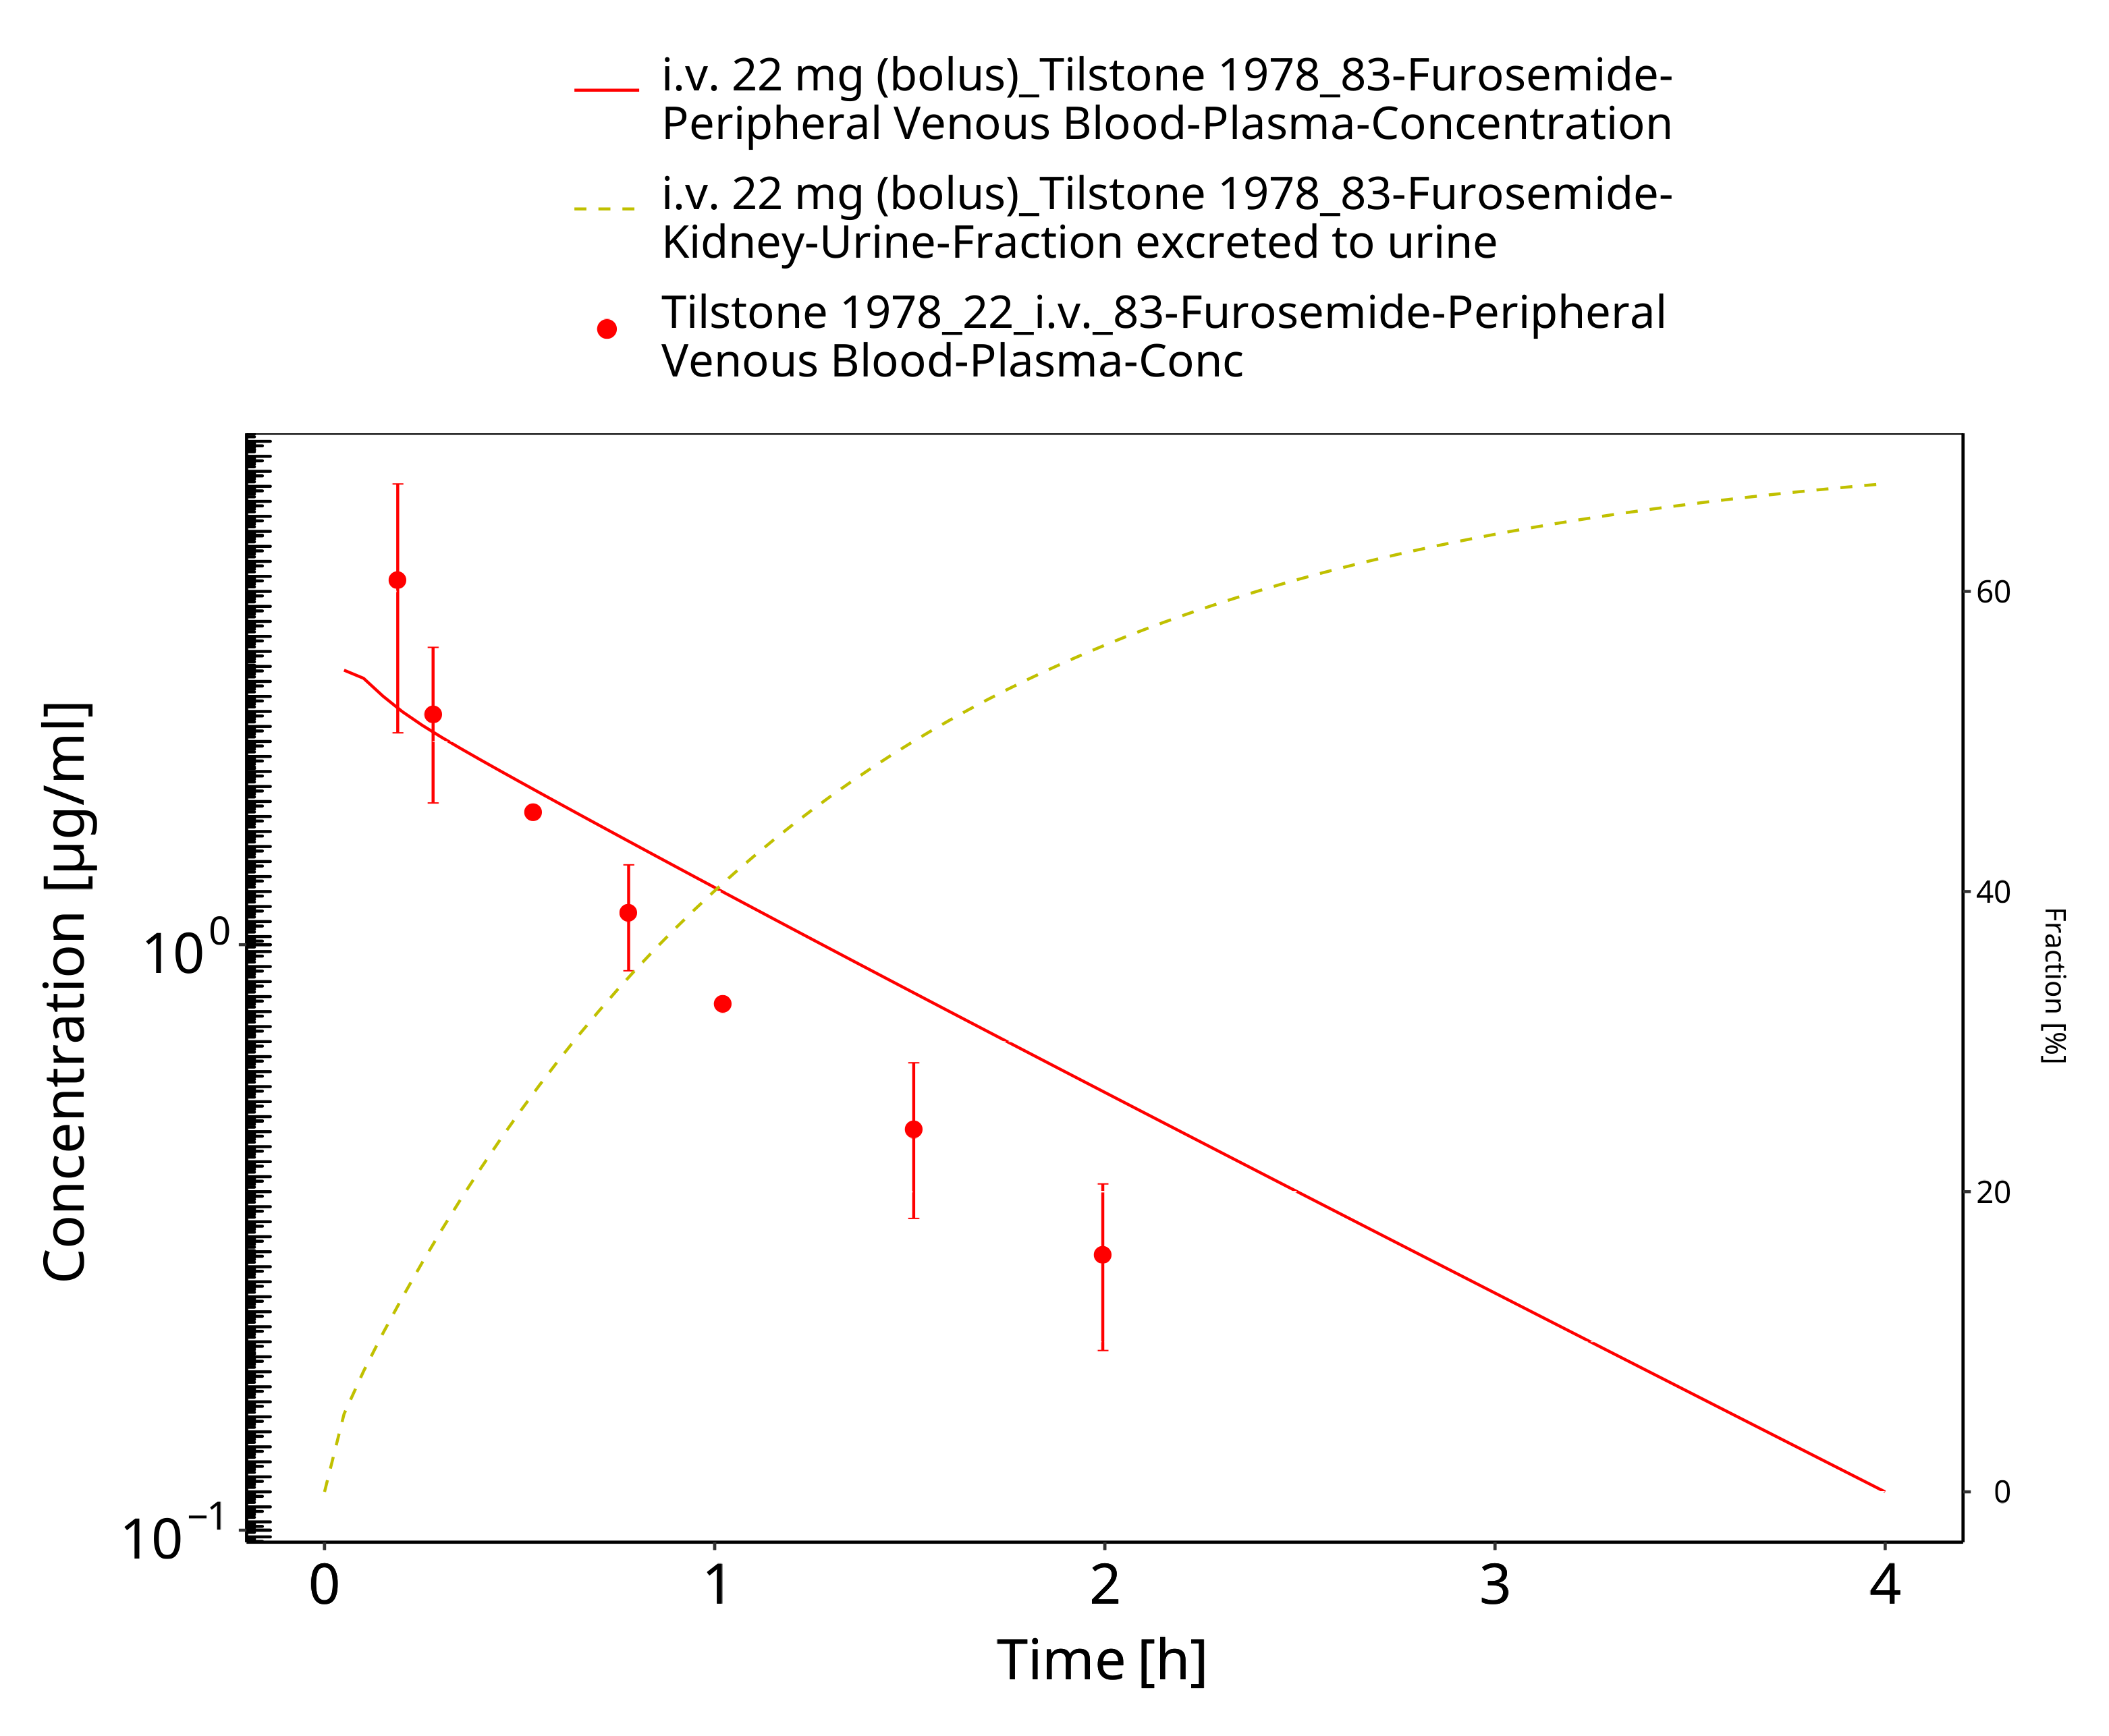 i.v. 22 mg (bolus)_Tilstone 1978_83-Furosemide-
Peripheral Venous Blood-Plasma-Concentration
i.v. 22 mg (bolus)_Tilstone 1978_83-Furosemide-
Kidney-Urine-Fraction excreted to urine
Tilstone 1978_22_i.v._83-Furosemide-Peripheral
Venous Blood-Plasma-Conc
Concentration [µg/ml]
10⁰
10⁻¹
60
40
20
0
Fraction [%]
0 1 2 3 4
Time [h]